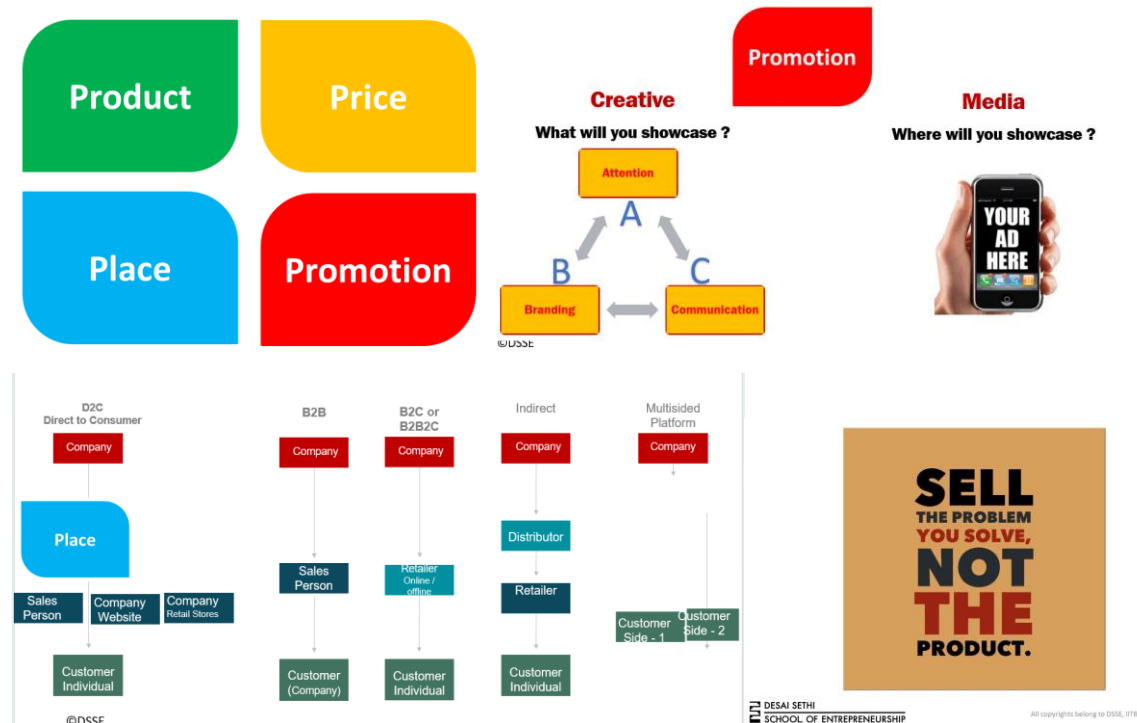 Product
Price
Place
Promotion
Promotion
Creative
What will you showcase ?
Attention
A
B
C
Branding
Communication
©DSSE
Media
Where will you showcase ?
YOUR
AD
HERE
D2C
Direct to Consumer
Company
Place
Sales
Person
Company
Website
Company
Retail Stores
Customer
Individual
©DSSE
B2B
Company
Sales
Person
Customer
(Company)
B2C or
B2B2C
Company
Retailer
Online /
offline
Customer
Individual
Indirect
Company
Distributor
Retailer
Customer
Individual
Multisided
Platform
Company
Customer
Side - 1
Customer
Side - 2
SELL
THE PROBLEM
YOU SOLVE,
NOT
THE
PRODUCT.
DESAI SETHI
SCHOOL OF ENTREPRENEURSHIP
All copyrights belong to DSSE, IITB